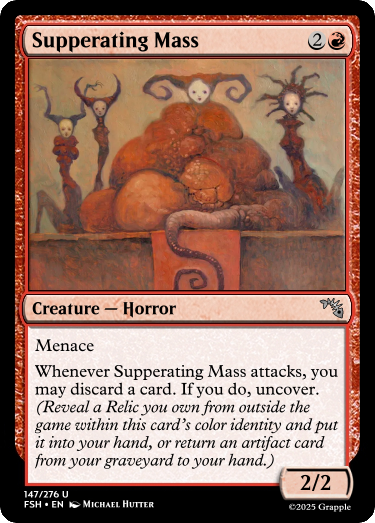 Supperating Mass 2
Creature — Horror
Menace
Whenever Supperating Mass attacks, you
may discard a card. If you do, uncover.
(Reveal a Relic you own from outside the
game within this card's color identity and put
it into your hand, or return an artifact card
from your graveyard to your hand.)
2/2
147/276 U
FSH • EN Michael Hutter
©2025 Grapple